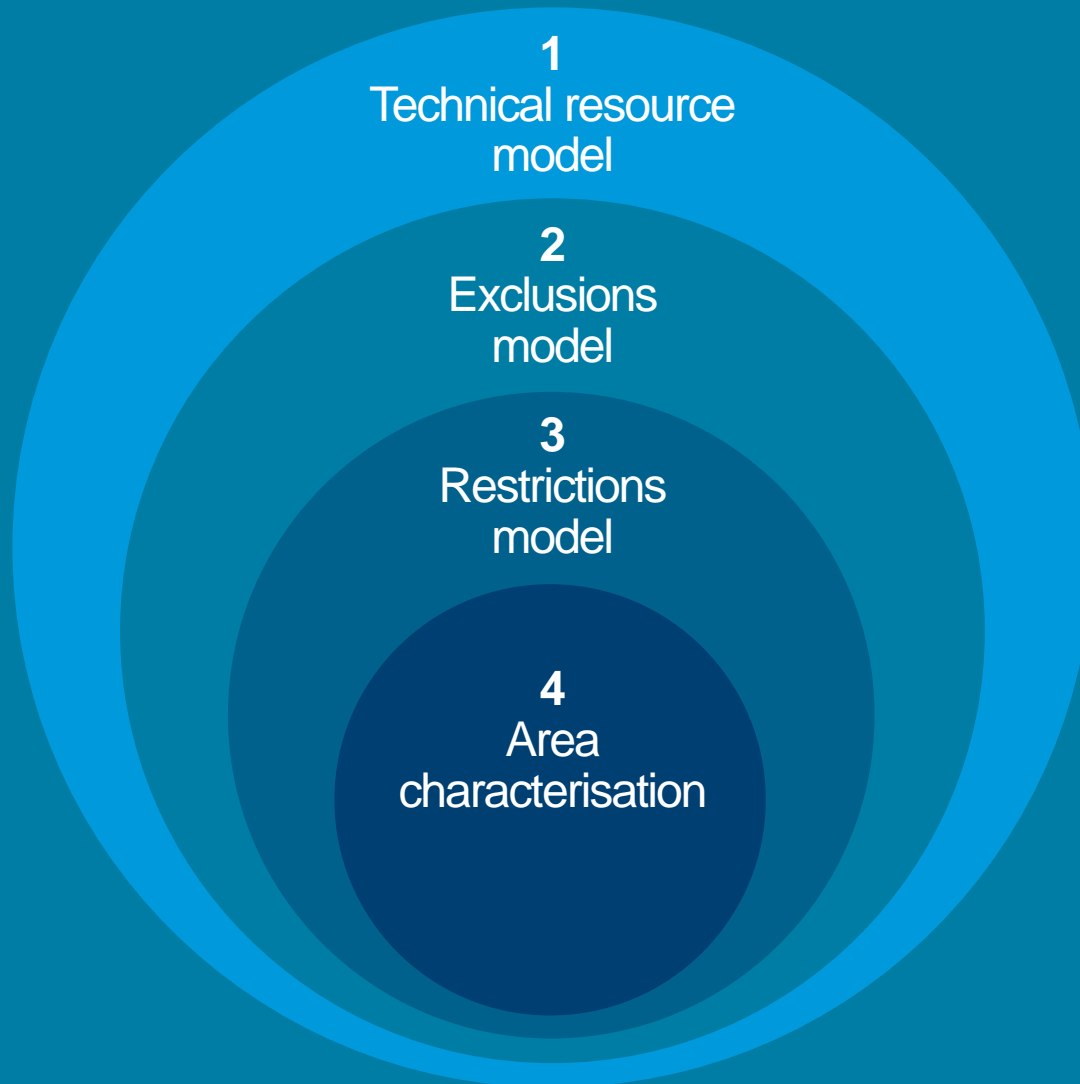 1
Technical resource
model
2
Exclusions
model
3
Restrictions
model
4
Area
characterisation